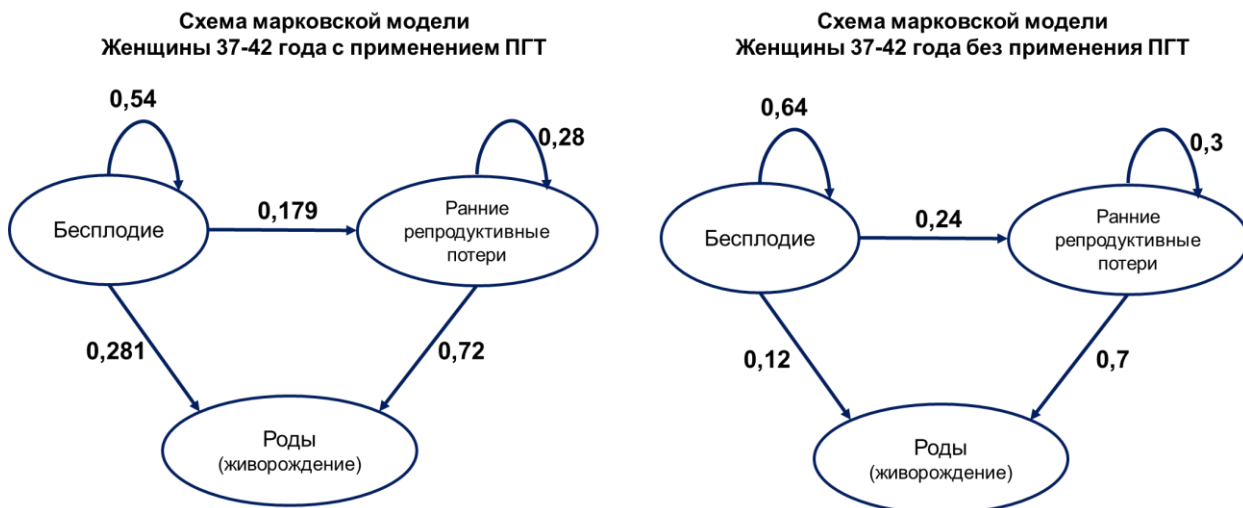 Схема марковской модели
Женщины 37-42 года с применением ПГТ
0,54
0,28
Бесплодие
0,179
Ранние
репродуктивные
потери
0,281
0,72
Роды
(живорождение)
Схема марковской модели
Женщины 37-42 года без применения ПГТ
0,64
0,3
Бесплодие
0,24
Ранние
репродуктивные
потери
0,12
0,7
Роды
(живорождение)